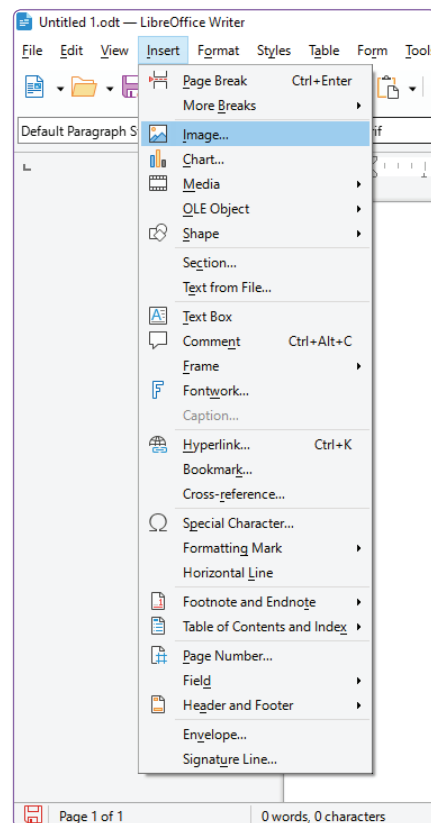 Untitled 1.odt — LibreOffice Writer
File Edit View Insert Format Styles Table Form Tools
Page Break Ctrl+Enter
More Breaks
Default Paragraph
Image...
Chart...
Media
OLE Object
Shape
Section...
Text from File...
Text Box
Comment Ctrl+Alt+C
Frame
Fontwork...
Caption...
Hyperlink... Ctrl+K
Bookmark...
Cross-reference...
Special Character...
Formatting Mark
Horizontal Line
Footnote and Endnote
Table of Contents and Index
Page Number...
Field
Header and Footer
Envelope...
Signature Line...
Page 1 of 1 0 words, 0 characters